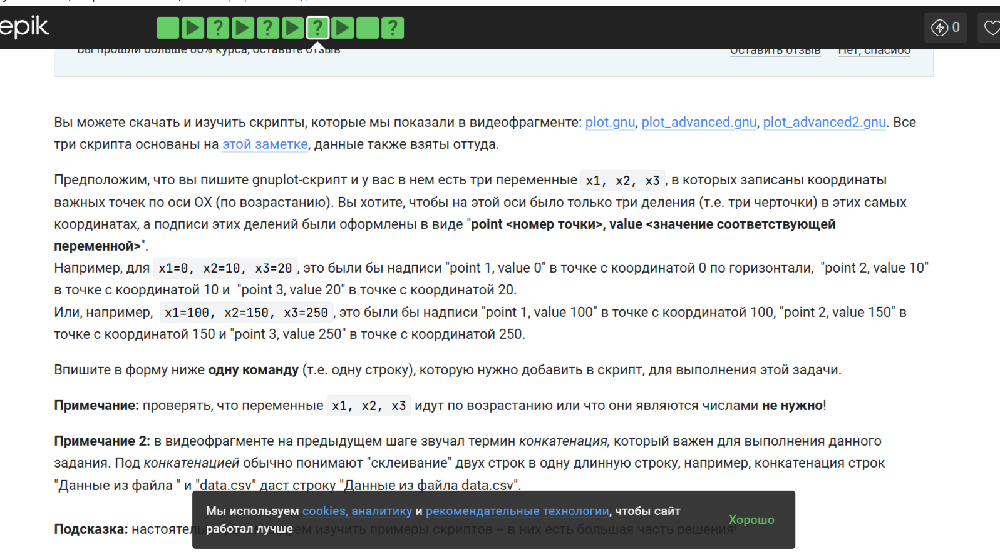 epik
? ? ? ?
0
Вы прошли больше 80% курса, оставьте отзыв
Оставить отзыв Нет, спасибо
Вы можете скачать и изучить скрипты, которые мы показали в видеофрагменте: plot.gnu, plot_advanced.gnu, plot_advanced2.gnu. Все
три скрипта основаны на этой заметке, данные также взяты оттуда.
Предположим, что вы пишите gnuplot-скрипт и у вас в нем есть три переменные x1, x2, x3, в которых записаны координаты
важных точек по оси OX (по возрастанию). Вы хотите, чтобы на этой оси было только три деления (т.е. три черточки) в этих самых
координатах, а подписи этих делений были оформлены в виде "point <номер точки>, value <значение соответствующей
переменной>".
Например, для x1=0, x2=10, x3=20, это были бы надписи "point 1, value 0" в точке с координатой 0 по горизонтали, "point 2, value 10"
в точке с координатой 10 и "point 3, value 20" в точке с координатой 20.
Или, например, x1=100, x2=150, x3=250, это были бы надписи "point 1, value 100" в точке с координатой 100, "point 2, value 150" в
точке с координатой 150 и "point 3, value 250" в точке с координатой 250.
Впишите в форму ниже одну команду (т.е. одну строку), которую нужно добавить в скрипт, для выполнения этой задачи.
Примечание: проверять, что переменные x1, x2, x3 идут по возрастанию или что они являются числами не нужно!
Примечание 2: в видеофрагменте на предыдущем шаге звучал термин конкатенация, который важен для выполнения данного
задания. Под конкатенацией обычно понимают "склеивание" двух строк в одну длинную строку, например, конкатенация строк
"Данные из файла " и "data.csv" даст строку "Данные из файла data.csv".
Мы используем cookies, аналитику и рекомендательные технологии, чтобы сайт
работал лучше
Хорошо
Подсказка: настоятель ем изучить примеры скриптов -- в них есть большая часть решения!